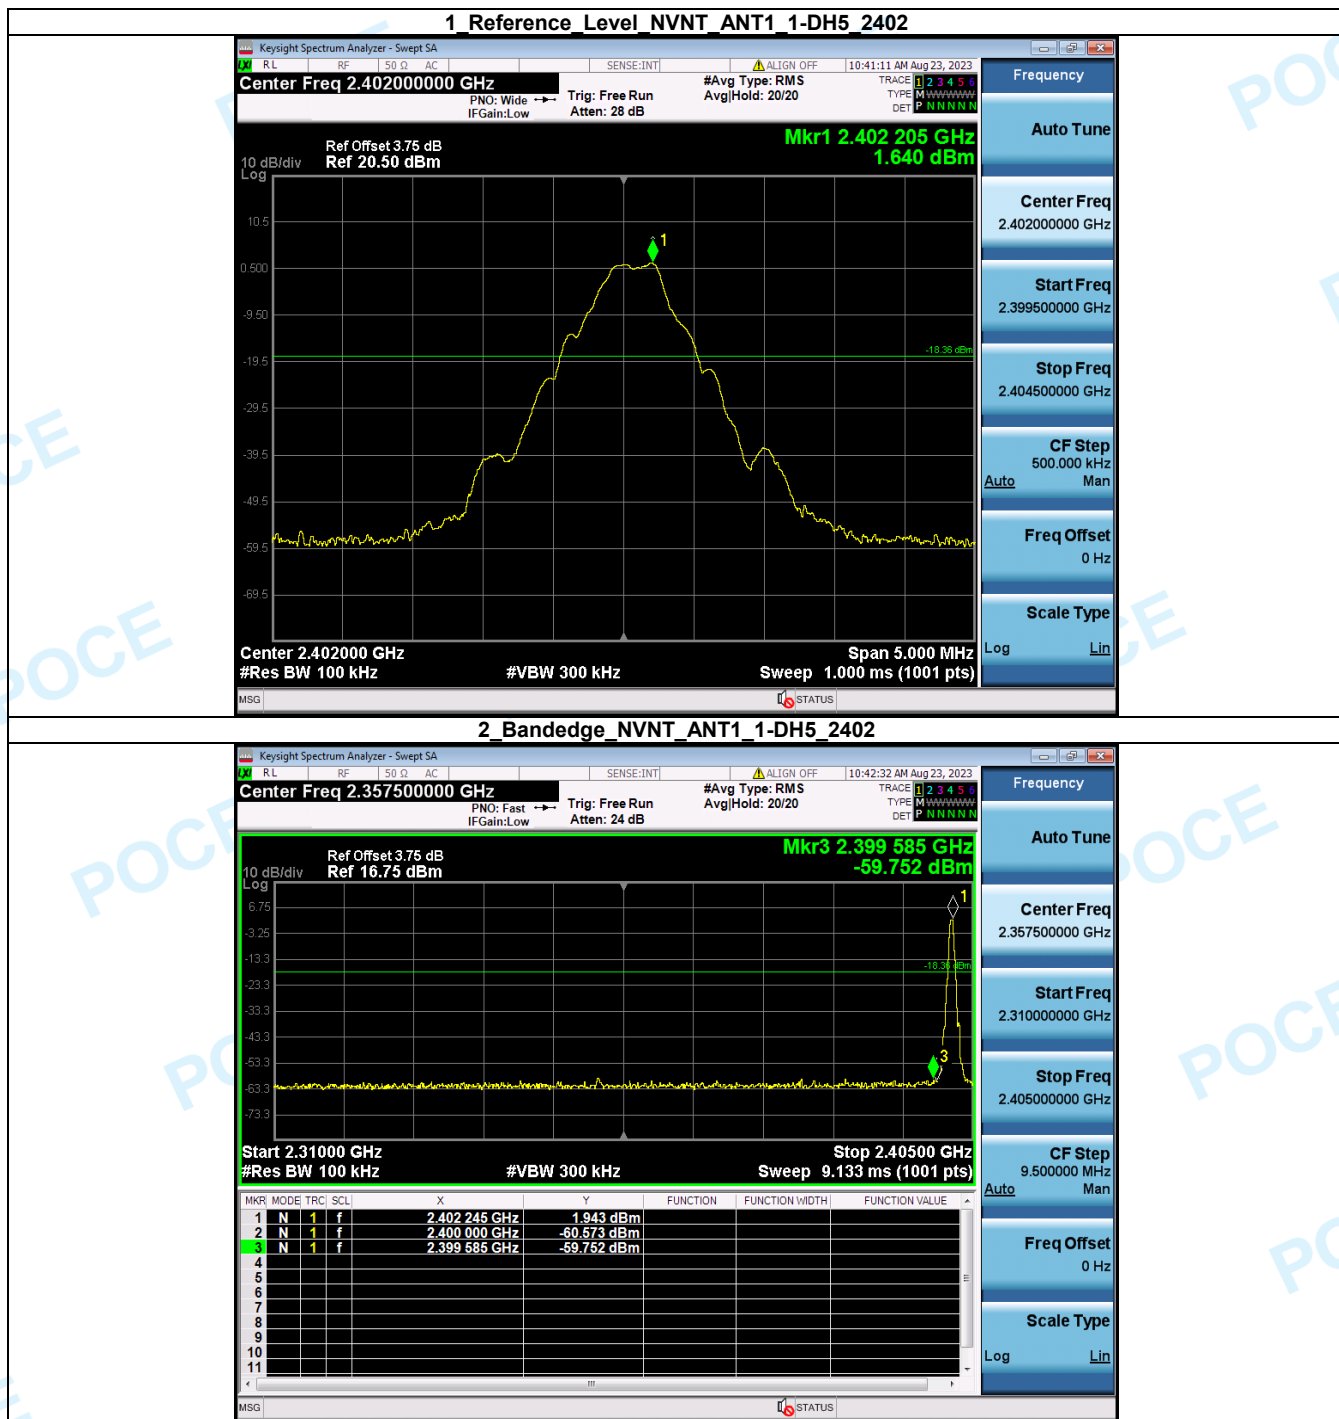 1_Reference_Level_NVNT_ANT1_1-DH5_2402
Keysight Spectrum Analyzer - Swept SA
LXI RL RF 50 Ω AC SENSE:INT ALIGN OFF 10:41:11 AM Aug 23, 2023
Center Freq 2.402000000 GHz
PNO: Wide
IFGain:Low
Trig: Free Run
Atten: 28 dB
#Avg Type: RMS
Avg|Hold: 20/20
TRACE 1 2 3 4 5 6
TYPE M WWWWW
DET P N N N N N
Ref Offset 3.75 dB
10 dB/div Ref 20.50 dBm
Log
Mkr1 2.402 205 GHz
1.640 dBm
10.5
0.500
-9.50
-19.5
-29.5
-39.5
-49.5
-59.5
-69.5
1
-18.36 dBm
Center 2.402000 GHz Span 5.000 MHz
#Res BW 100 kHz #VBW 300 kHz Sweep 1.000 ms (1001 pts)
MSG STATUS
Frequency
Auto Tune
Center Freq
2.402000000 GHz
Start Freq
2.399500000 GHz
Stop Freq
2.404500000 GHz
CF Step
500.000 kHz
Auto Man
Freq Offset
0 Hz
Scale Type
Log Lin
2_Bandedge_NVNT_ANT1_1-DH5_2402
Keysight Spectrum Analyzer - Swept SA
LXI RL RF 50 Ω AC SENSE:INT ALIGN OFF 10:42:32 AM Aug 23, 2023
Center Freq 2.357500000 GHz
PNO: Fast
IFGain:Low
Trig: Free Run
Atten: 24 dB
#Avg Type: RMS
Avg|Hold: 20/20
TRACE 1 2 3 4 5 6
TYPE M WWWWW
DET P N N N N N
Ref Offset 3.75 dB
10 dB/div Ref 16.75 dBm
Log
Mkr3 2.399 585 GHz
-59.752 dBm
6.75
-3.25
-13.3
-23.3
-33.3
-43.3
-53.3
-63.3
-73.3
1
-18.36 dBm
3
Start 2.31000 GHz Stop 2.40500 GHz
#Res BW 100 kHz #VBW 300 kHz Sweep 9.133 ms (1001 pts)
MKR MODE TRC SCL X Y FUNCTION FUNCTION WIDTH FUNCTION VALUE
1 N 1 f 2.402 245 GHz 1.943 dBm
2 N 1 f 2.400 000 GHz -60.573 dBm
3 N 1 f 2.399 585 GHz -59.752 dBm
4
5
6
7
8
9
10
11
MSG STATUS
Frequency
Auto Tune
Center Freq
2.357500000 GHz
Start Freq
2.310000000 GHz
Stop Freq
2.405000000 GHz
CF Step
9.500000 MHz
Auto Man
Freq Offset
0 Hz
Scale Type
Log Lin
POCE
POCE
POCE
POCE